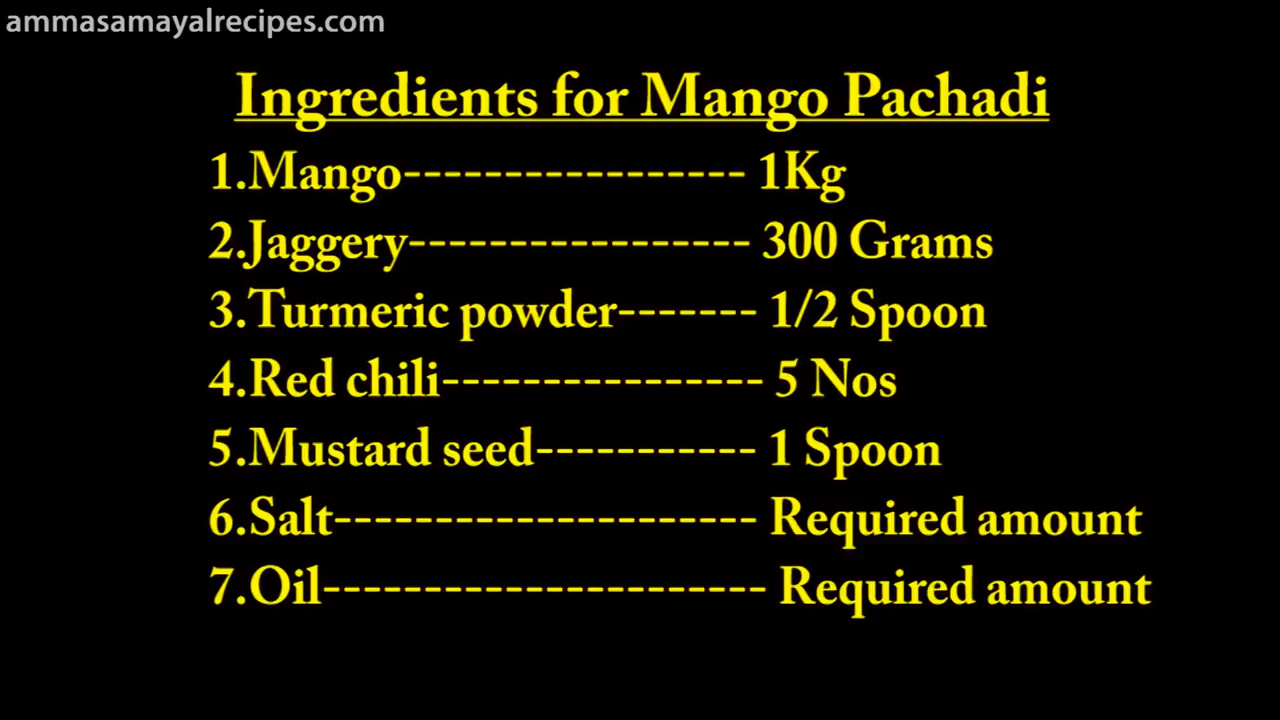 ammasamayalrecipes.com
Ingredients for Mango Pachadi
1.Mango----------------- 1Kg
2.Jaggery----------------- 300 Grams
3.Turmeric powder------- 1/2 Spoon
4.Red chili---------------- 5 Nos
5.Mustard seed----------- 1 Spoon
6.Salt--------------------- Required amount
7.Oil---------------------- Required amount